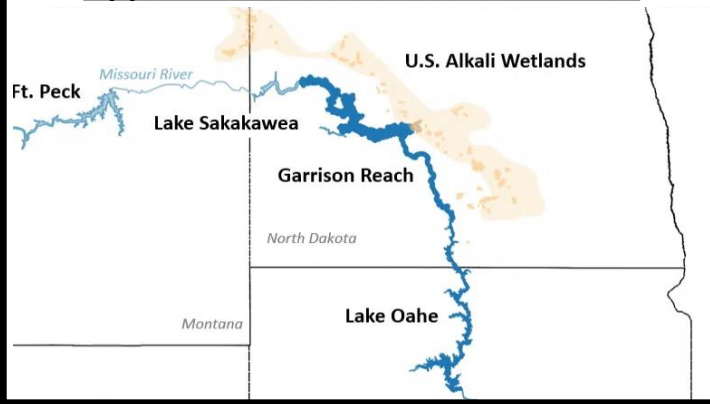 U.S. Alkali Wetlands
Missouri River
Ft. Peck
Lake Sakakawea
Garrison Reach
North Dakota
Lake Oahe
Montana